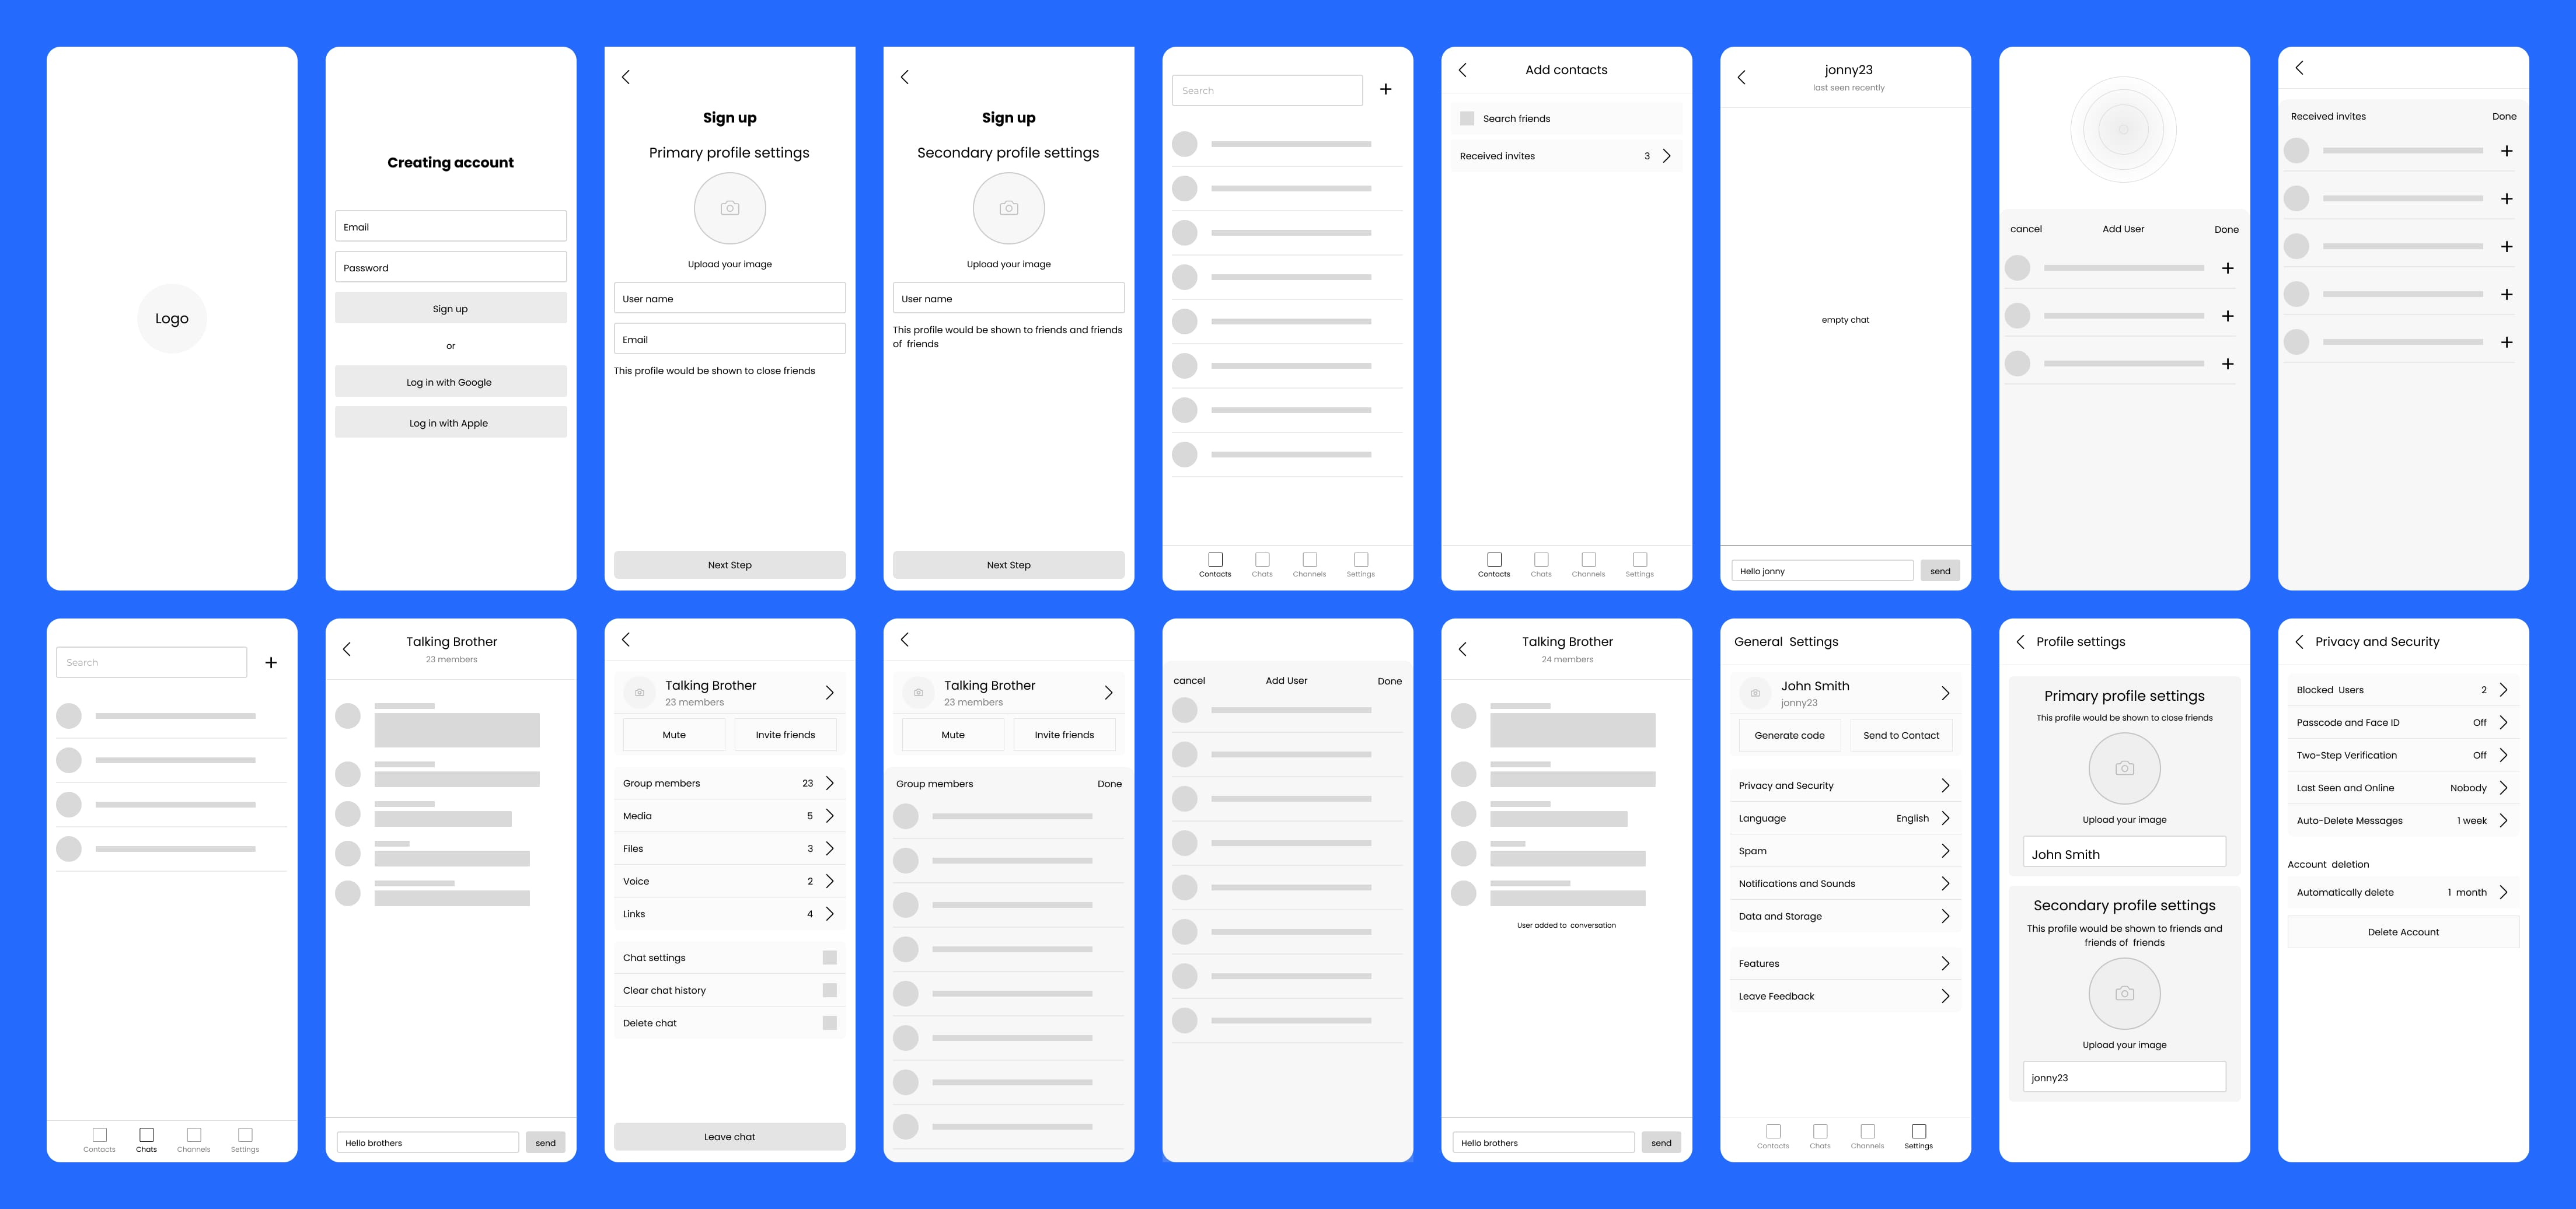 Logo
Creating account
Email
Password
Sign up
or
Log in with Google
Log in with Apple
Sign up
Primary profile settings
Upload your image
User name
Email
This profile would be shown to close friends
Next Step
Sign up
Secondary profile settings
Upload your image
User name
This profile would be shown to friends and friends
of friends
Next Step
Search
Contacts Chats Channels Settings
Add contacts
Search friends
Received invites 3
Contacts Chats Channels Settings
jonny23
last seen recently
empty chat
Hello jonny send
cancel Add User Done
Received invites Done
Search
Contacts Chats Channels Settings
Talking Brother
23 members
Hello brothers send
Talking Brother
23 members
Mute Invite friends
Group members 23
Media 5
Files 3
Voice 2
Links 4
Chat settings
Clear chat history
Delete chat
Leave chat
Talking Brother
23 members
Mute Invite friends
Group members Done
cancel Add User Done
Talking Brother
24 members
User added to conversation
Hello brothers send
General Settings
John Smith
jonny23
Generate code Send to Contact
Privacy and Security
Language English
Spam
Notifications and Sounds
Data and Storage
Features
Leave Feedback
Contacts Chats Channels Settings
Profile settings
Primary profile settings
This profile would be shown to close friends
Upload your image
John Smith
Secondary profile settings
This profile would be shown to friends and
friends of friends
Upload your image
jonny23
Privacy and Security
Blocked Users 2
Passcode and Face ID Off
Two-Step Verification Off
Last Seen and Online Nobody
Auto-Delete Messages 1 week
Account deletion
Automatically delete 1 month
Delete Account